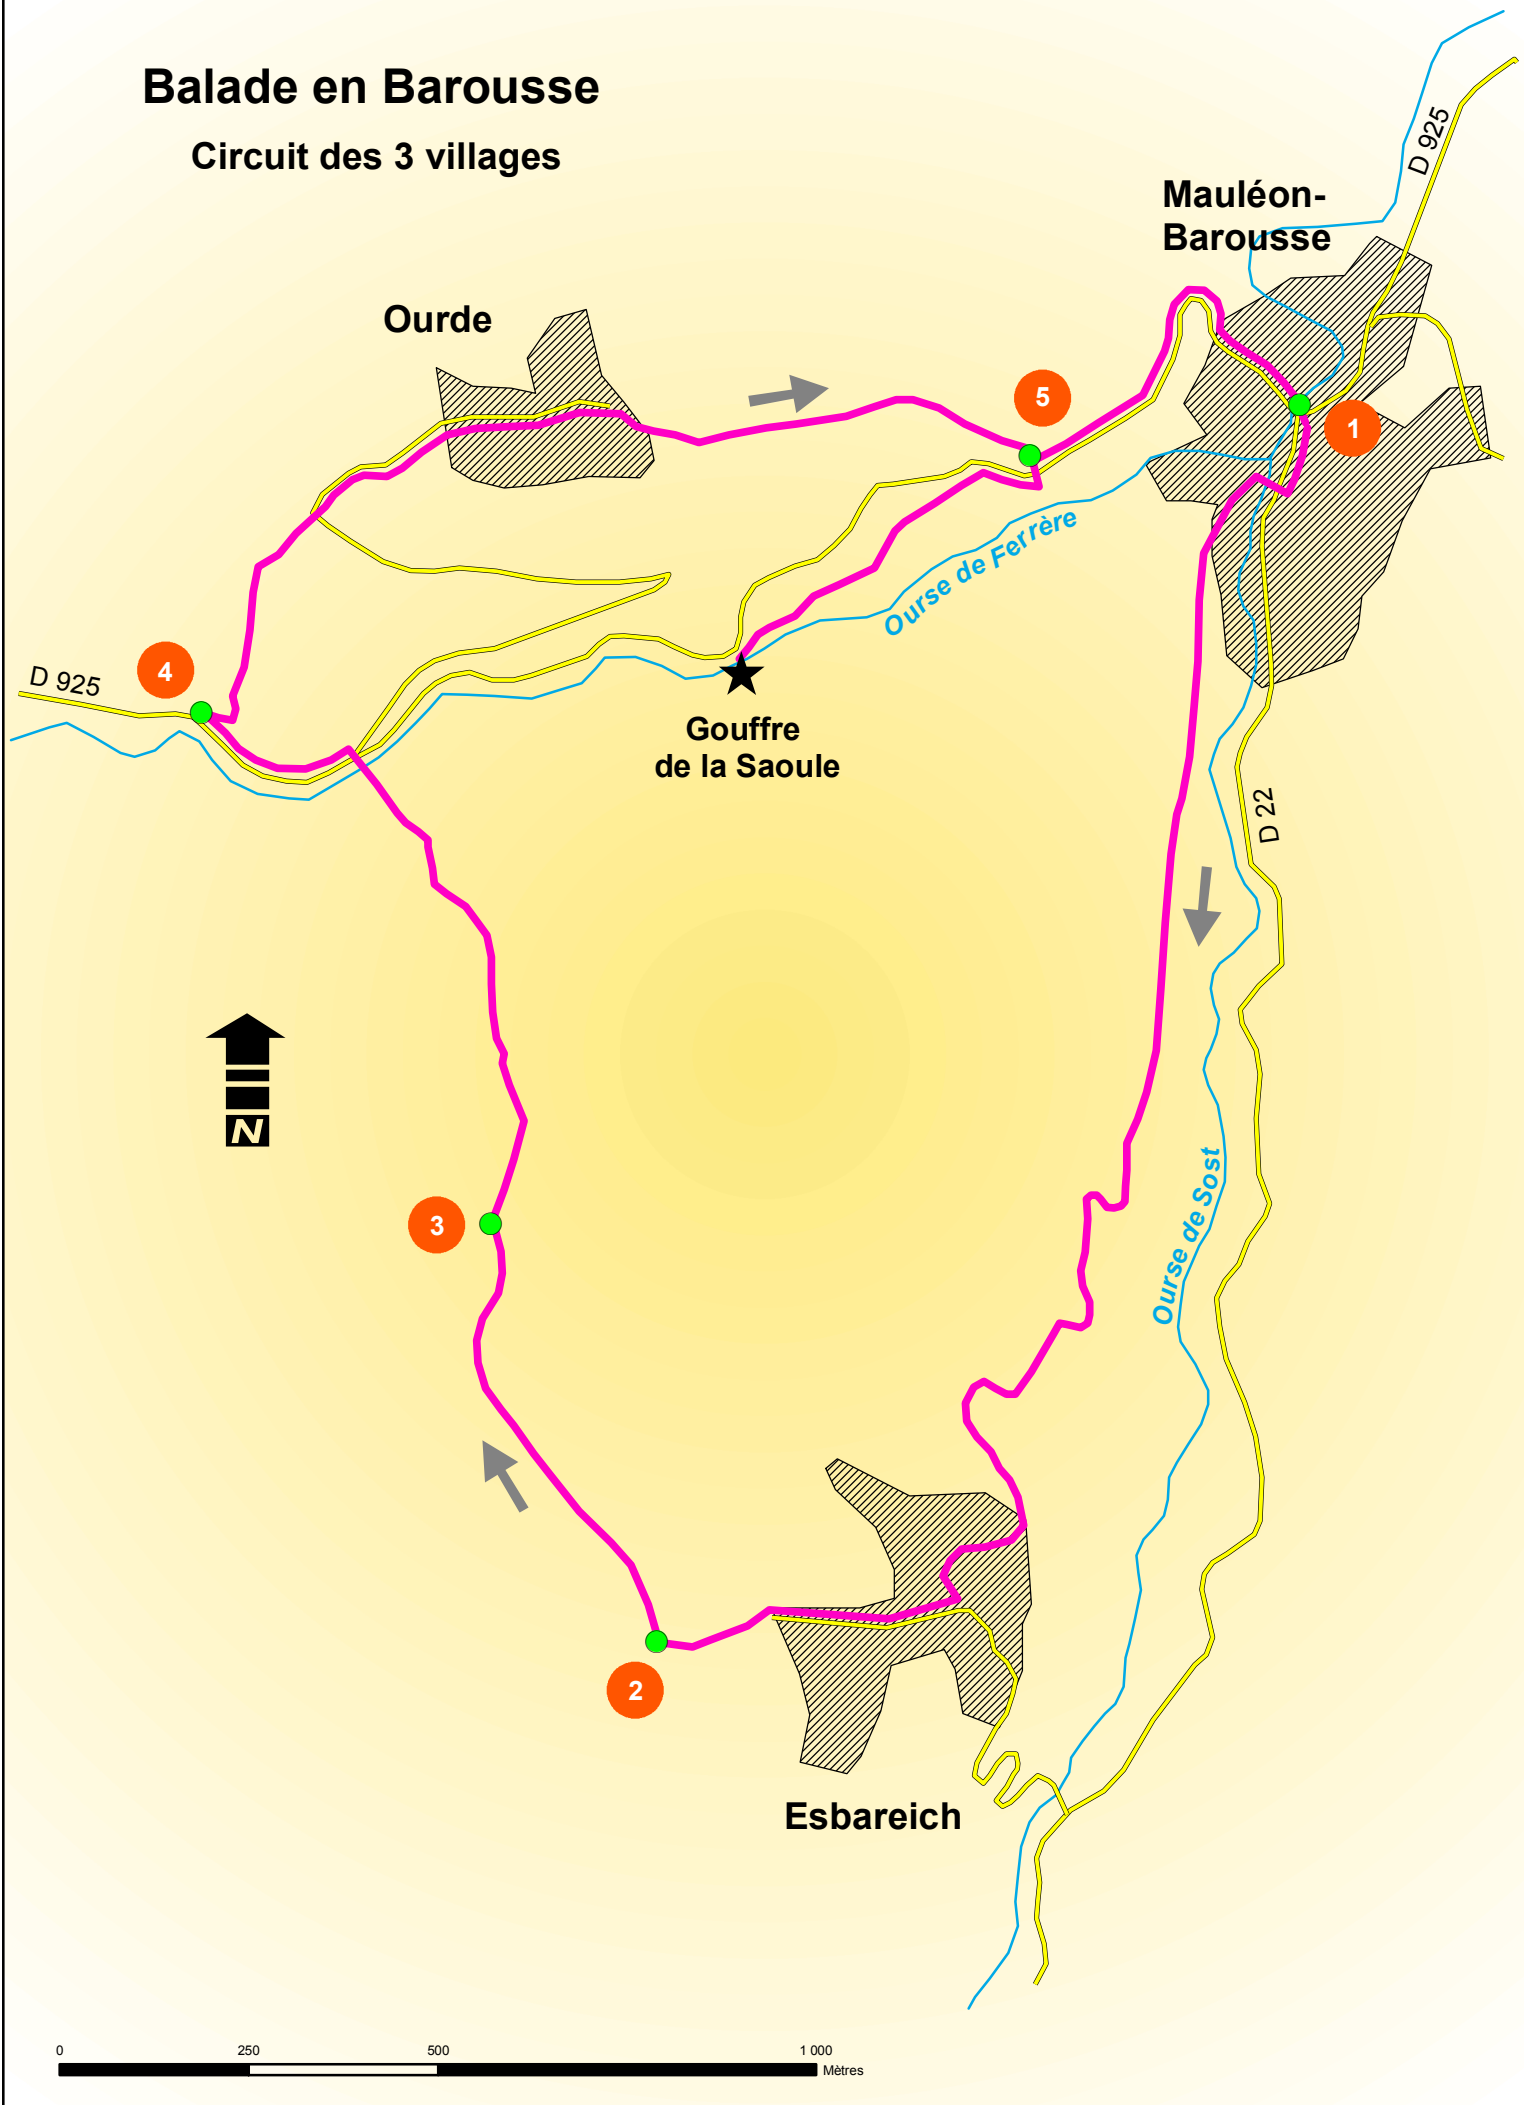 Balade en Barousse
Circuit des 3 villages
D 925
Mauléon-
Barousse
Ourde
5
1
Ourse de Ferrère
4
D 925
Gouffre
de la Saoule
D 22
N
Ourse de Sost
3
2
Esbareich
0 250 500 1 000
Mètres